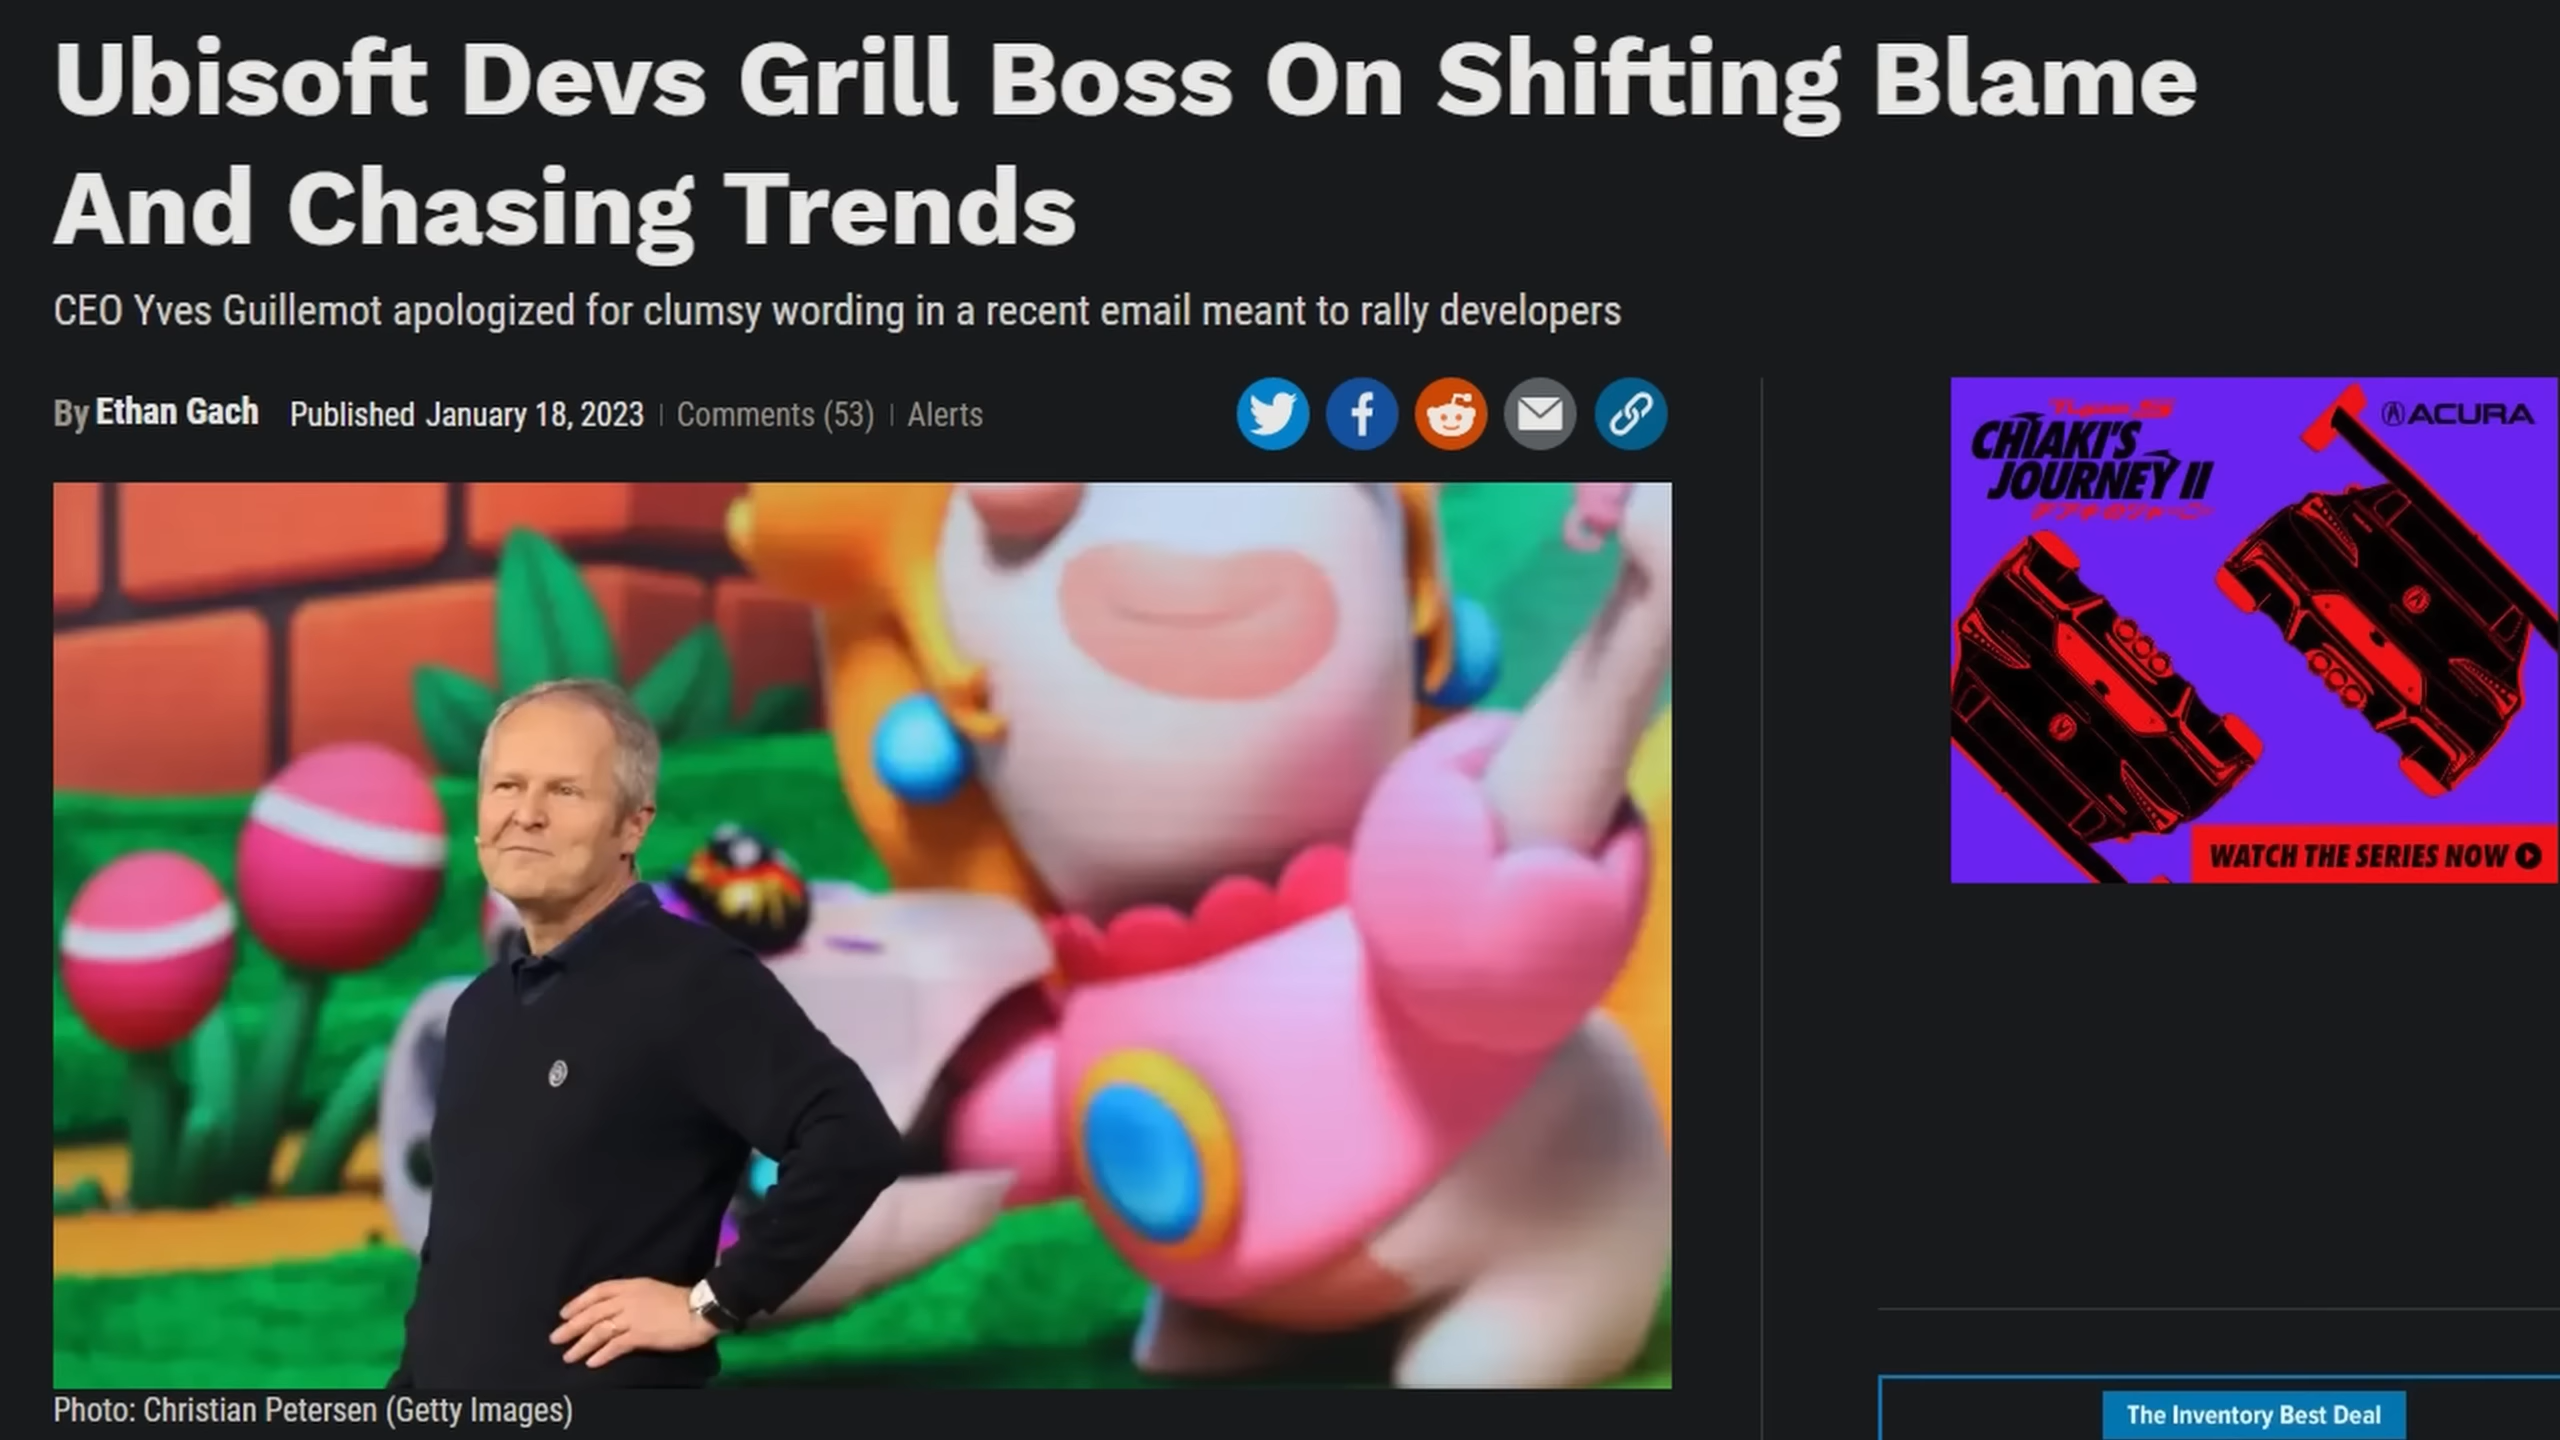 Ubisoft Devs Grill Boss On Shifting Blame
And Chasing Trends
CEO Yves Guillemot apologized for clumsy wording in a recent email meant to rally developers
By Ethan Gach Published January 18, 2023 | Comments (53) | Alerts
CHIAKI'S
JOURNEY II
ACURA
WATCH THE SERIES NOW
Photo: Christian Petersen (Getty Images)
The Inventory Best Deal